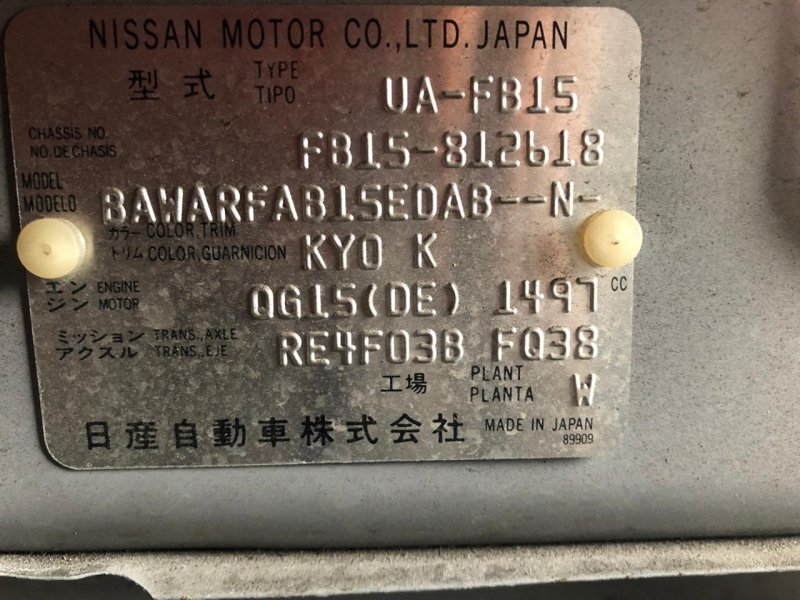 NISSAN MOTOR CO.,LTD. JAPAN
型式 TYPE TIPO UA-FB15
CHASSIS NO. NO. DE CHASIS FB15-812618
MODEL MODELO BAWARFAB15EDAB--N-
カラー COLOR,TRIM
トリム COLOR,GUARNICION KY0 K
エンジン ENGINE MOTOR QG15(DE) 1497 CC
ミッション TRANS.,AXLE
アクスル TRANS.,EJE RE4F03B FQ38
工場 PLANT PLANTA W
日産自動車株式会社 MADE IN JAPAN
89909